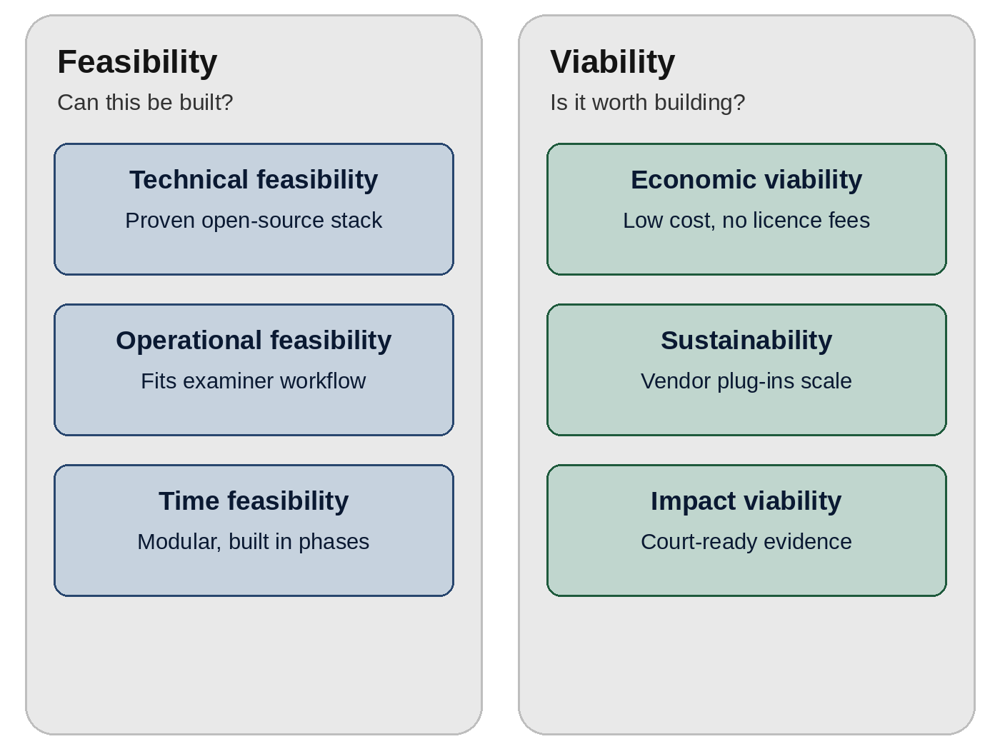 Feasibility
Can this be built?
Technical feasibility
Proven open-source stack
Operational feasibility
Fits examiner workflow
Time feasibility
Modular, built in phases
Viability
Is it worth building?
Economic viability
Low cost, no licence fees
Sustainability
Vendor plug-ins scale
Impact viability
Court-ready evidence